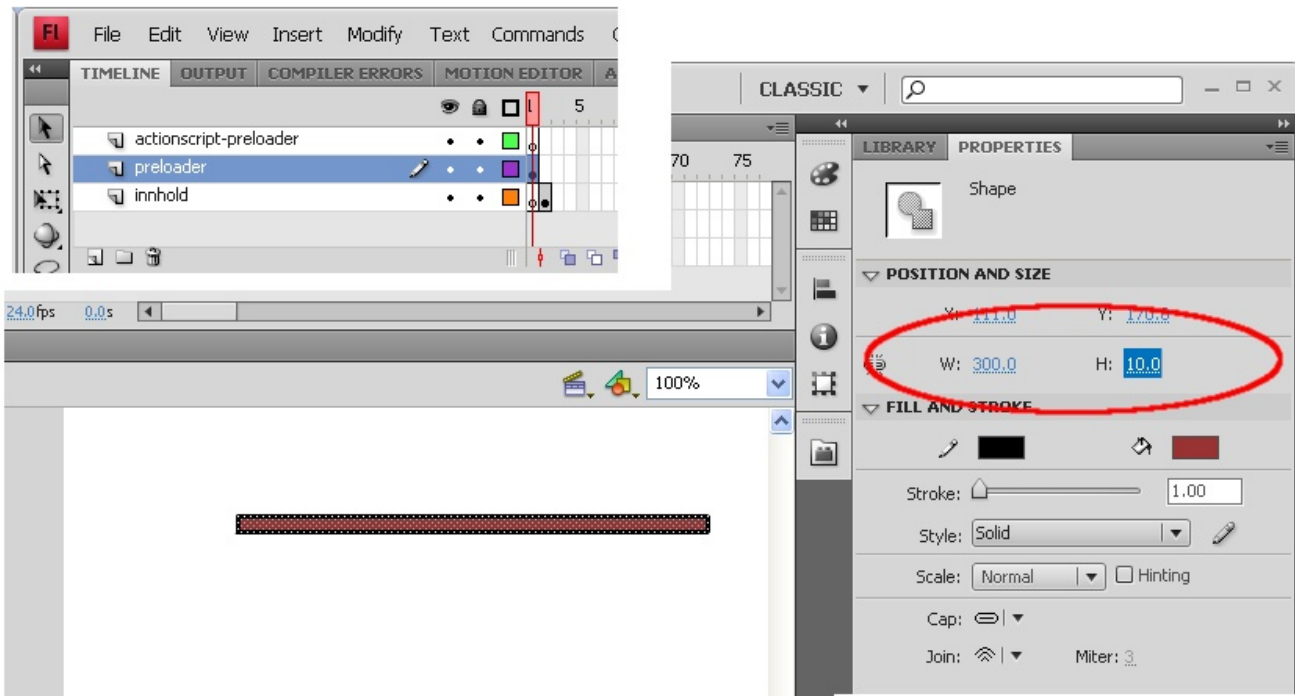 Fl File Edit View Insert Modify Text Commands
TIMELINE OUTPUT COMPILER ERRORS MOTION EDITOR A
1 5
actionscript-preloader
preloader
innhold
CLASSIC
70 75
24.0fps 0.0s
100%
LIBRARY PROPERTIES
Shape
POSITION AND SIZE
X: 111.0 Y: 170.8
W: 300.0 H: 10.0
FILL AND STROKE
Stroke: 1.00
Style: Solid
Scale: Normal Hinting
Cap:
Join: Miter: 3